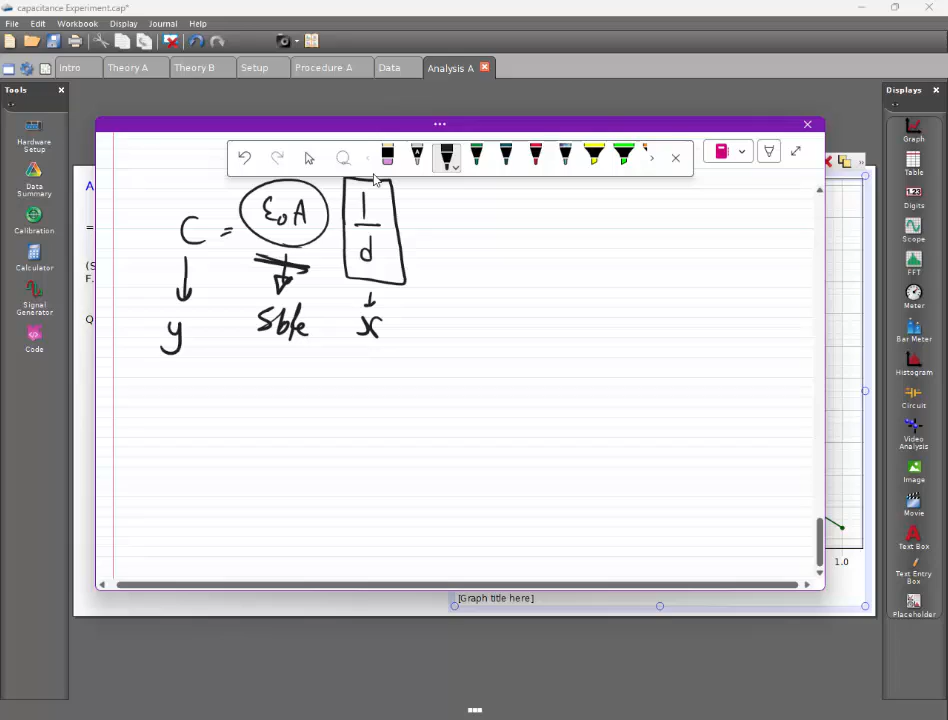 capacitance Experiment.cap*
File Edit Workbook Display Journal Help
Intro Theory A Theory B Setup Procedure A Data Analysis A
Tools
Displays
Hardware Setup
Data Summary
Calibration
Calculator
Signal Generator
Code
A
=
(S
F.
Q
C = ε₀A 1/d
y x
1.0
[Graph title here]
Graph
Table
1.23
Digits
Scope
FFT
Meter
Bar Meter
Histogram
Circuit
Video Analysis
Image
Movie
Text Box
Text Entry Box
Placeholder